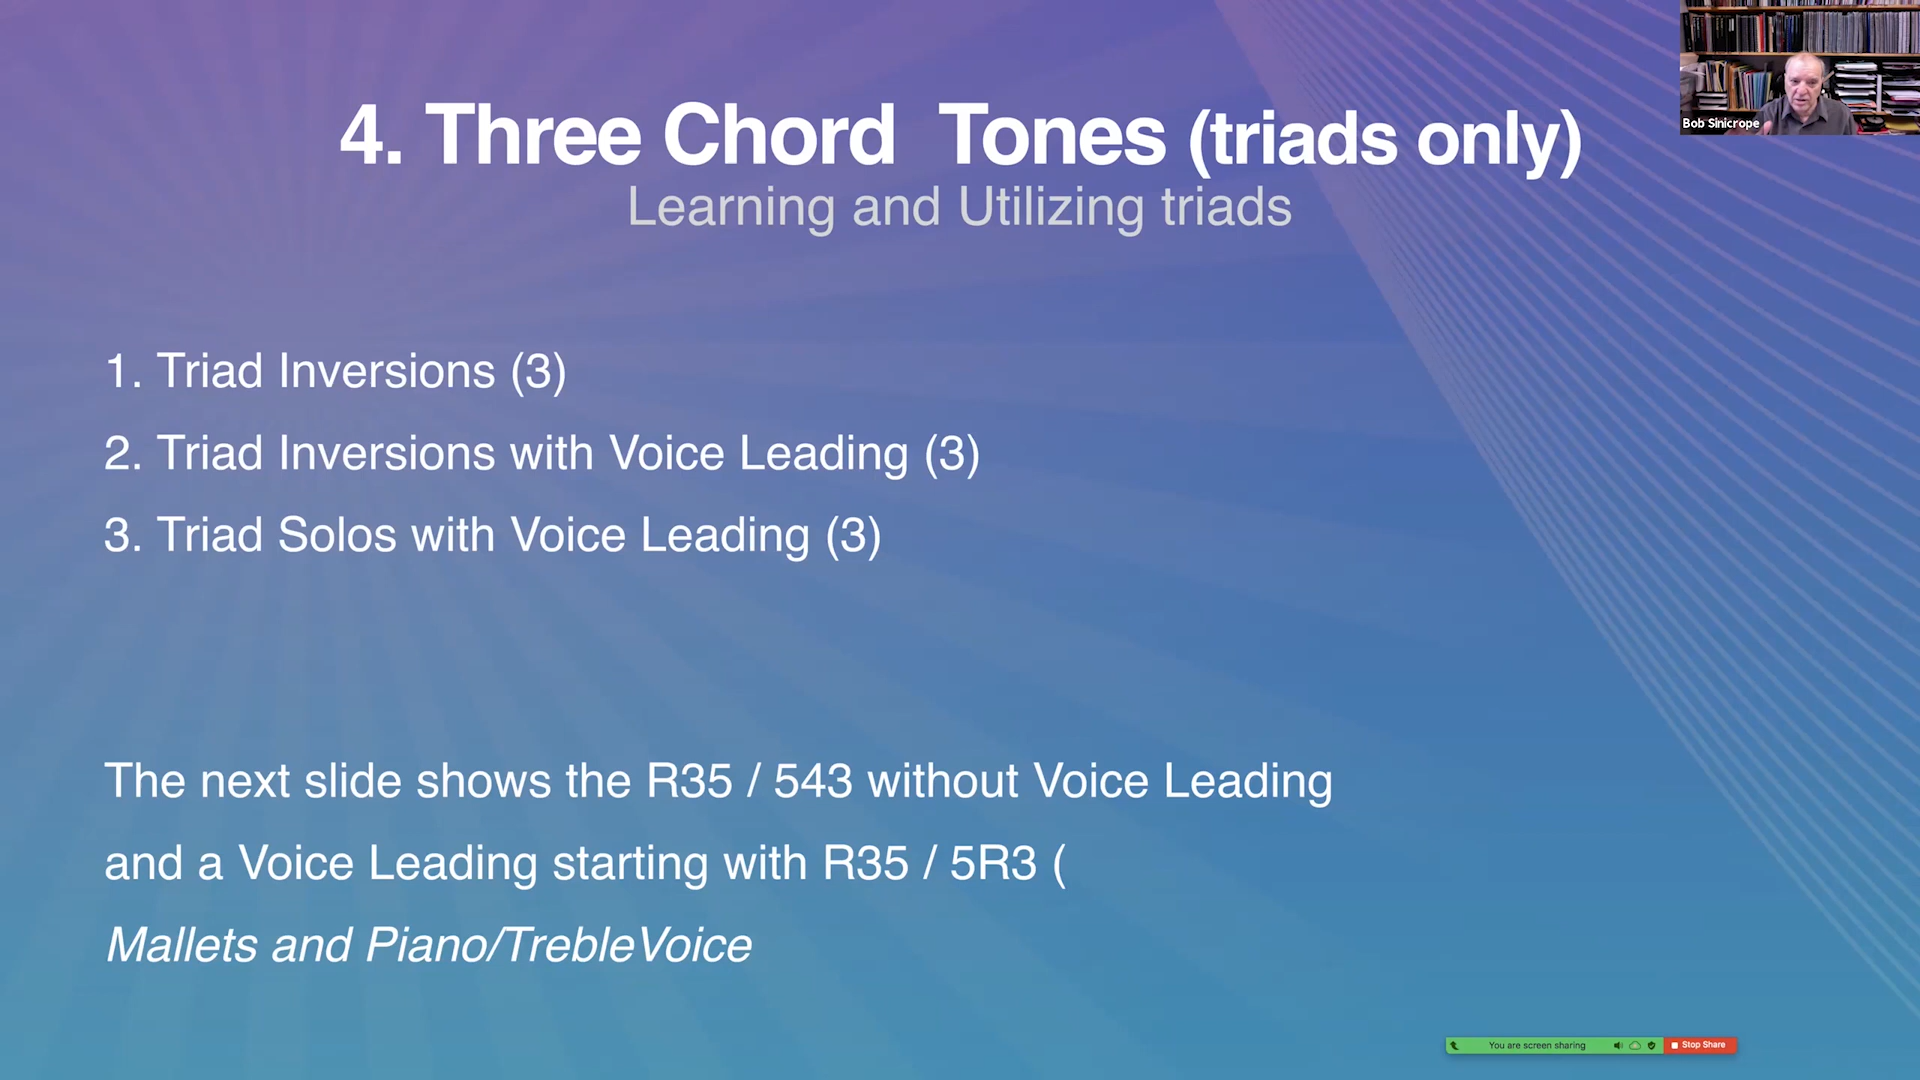 4. Three Chord Tones (triads only)
Learning and Utilizing triads
Bob Sinicrope
1. Triad Inversions (3)
2. Triad Inversions with Voice Leading (3)
3. Triad Solos with Voice Leading (3)
The next slide shows the R35 / 543 without Voice Leading
and a Voice Leading starting with R35 / 5R3 (
Mallets and Piano/TrebleVoice
You are screen sharing
Stop Share